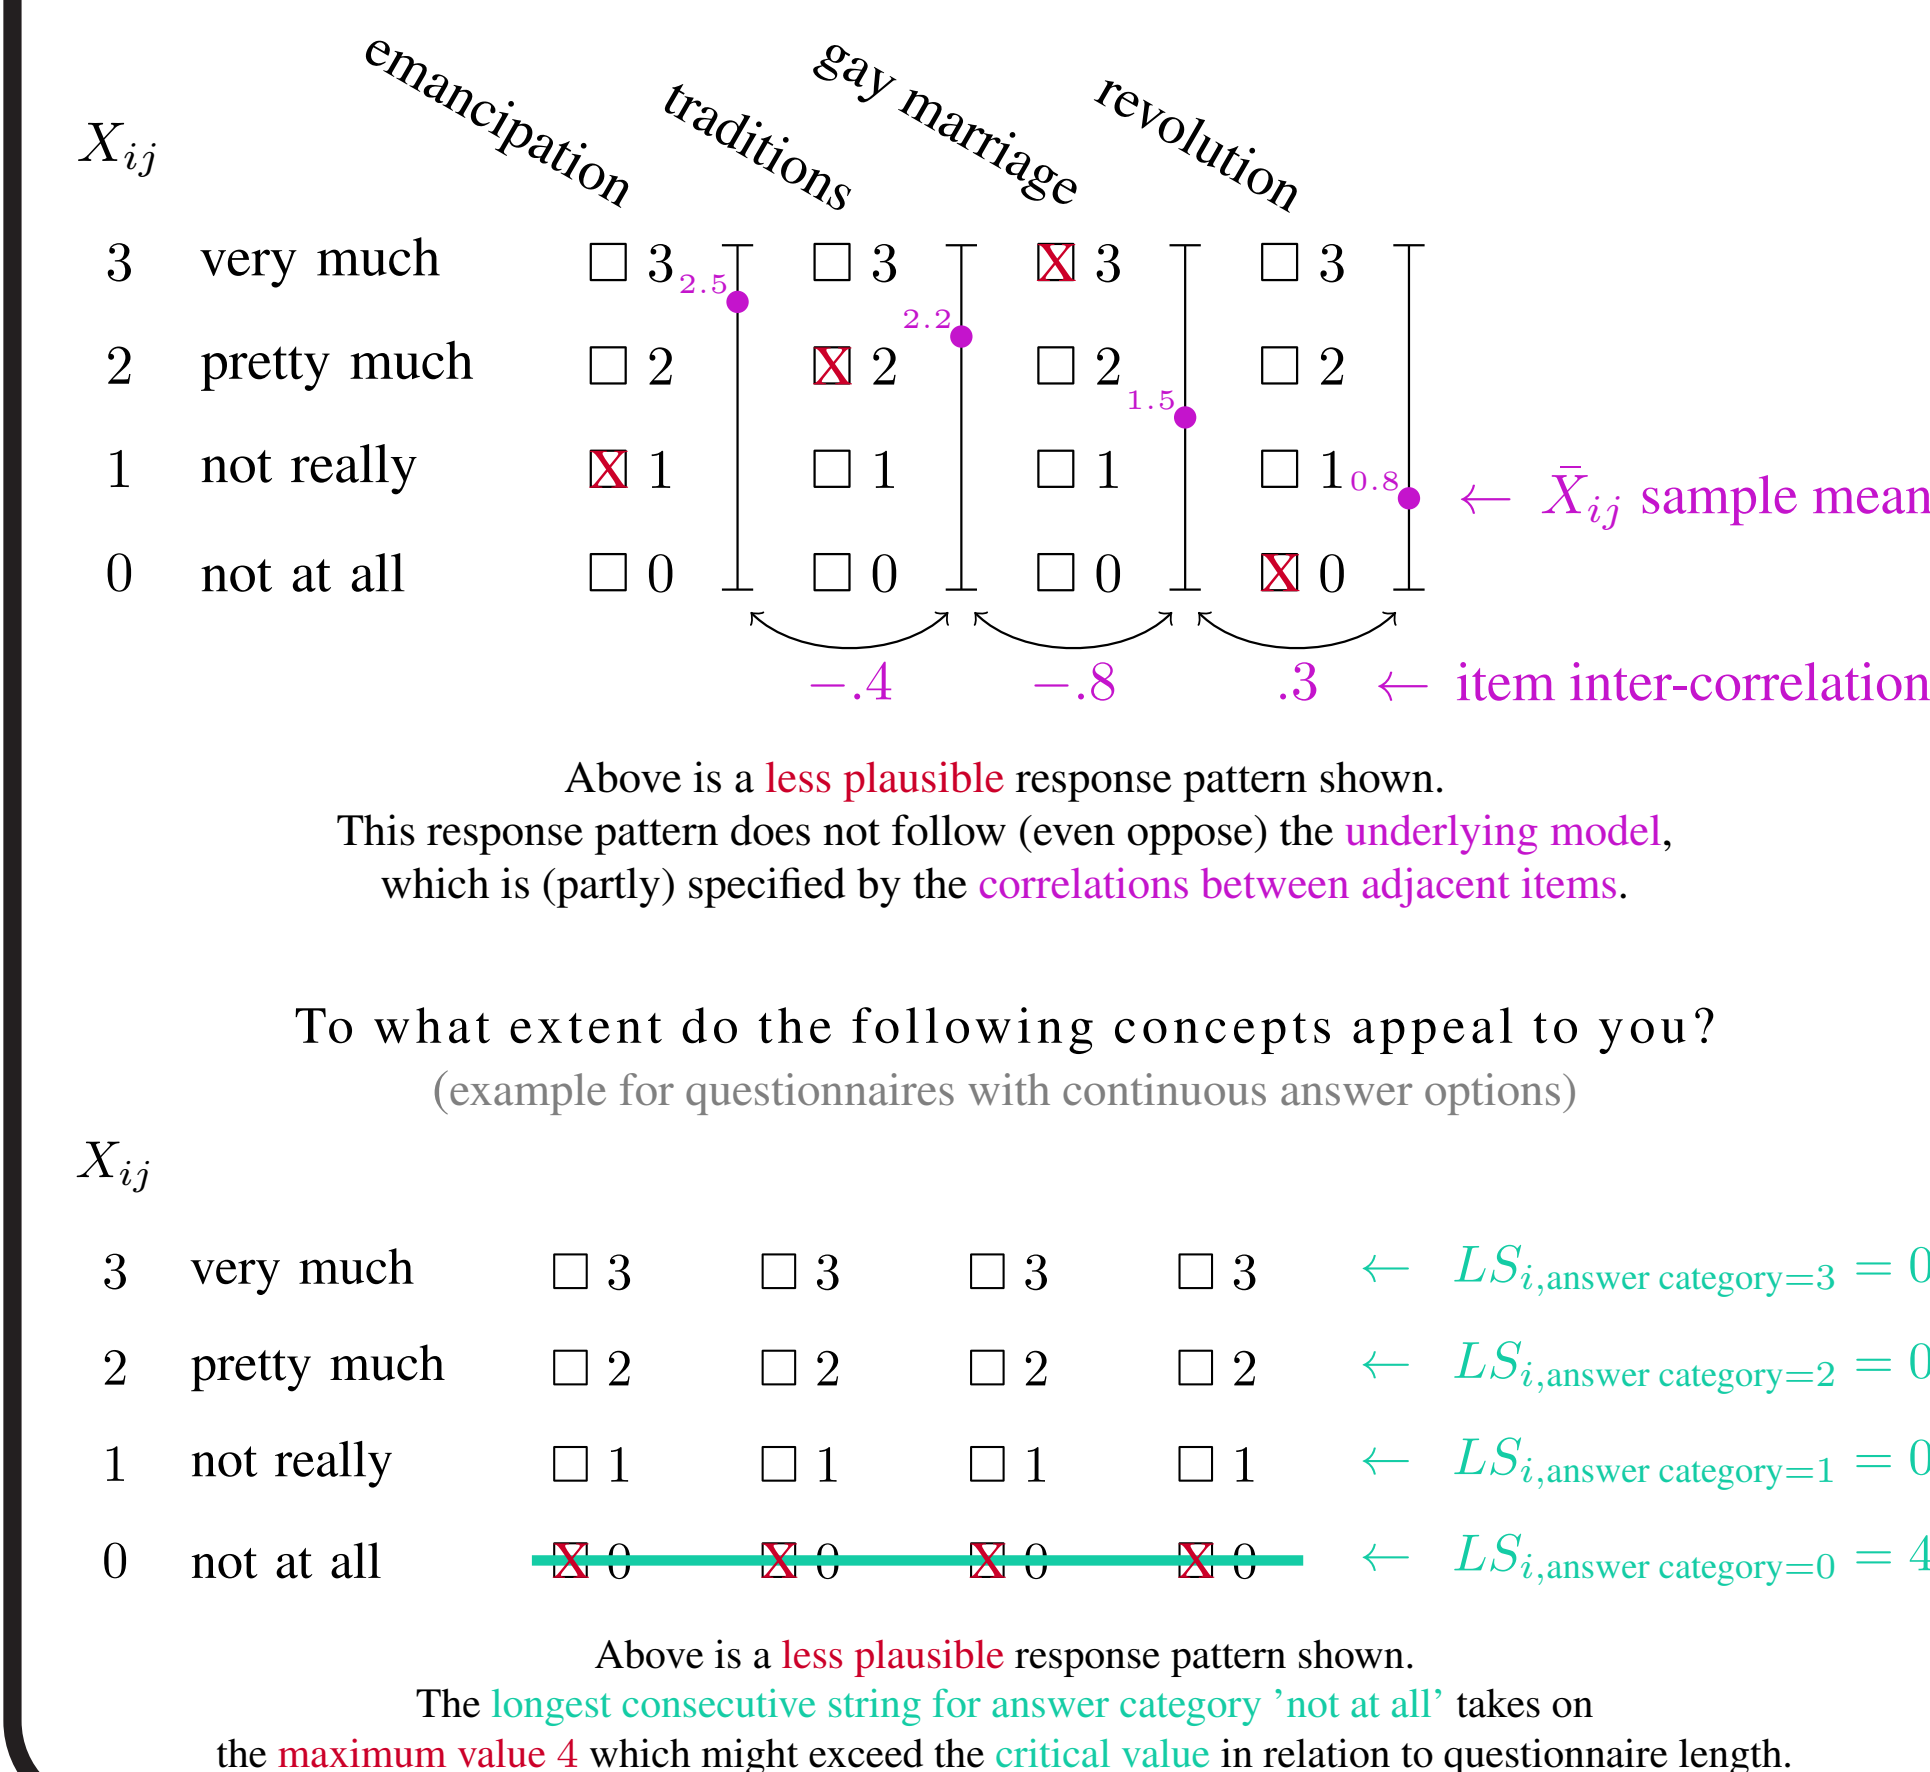 emancipation traditions gay marriage revolution
X_{ij}
3 very much □ 3 2.5 □ 3 X 3 □ 3
2 pretty much □ 2 X 2 2.2 □ 2 □ 2
1 not really X 1 □ 1 □ 1 1.5 □ 1 0.8 ← X̄_{ij} sample mean
0 not at all □ 0 □ 0 □ 0 X 0
−.4 −.8 .3 ← item inter-correlation
Above is a less plausible response pattern shown.
This response pattern does not follow (even oppose) the underlying model,
which is (partly) specified by the correlations between adjacent items.
To what extent do the following concepts appeal to you?
(example for questionnaires with continuous answer options)
X_{ij}
3 very much □ 3 □ 3 □ 3 □ 3 ← LS_{i,answer category=3} = 0
2 pretty much □ 2 □ 2 □ 2 □ 2 ← LS_{i,answer category=2} = 0
1 not really □ 1 □ 1 □ 1 □ 1 ← LS_{i,answer category=1} = 0
0 not at all X 0 X 0 X 0 X 0 ← LS_{i,answer category=0} = 4
Above is a less plausible response pattern shown.
The longest consecutive string for answer category ’not at all’ takes on
the maximum value 4 which might exceed the critical value in relation to questionnaire length.